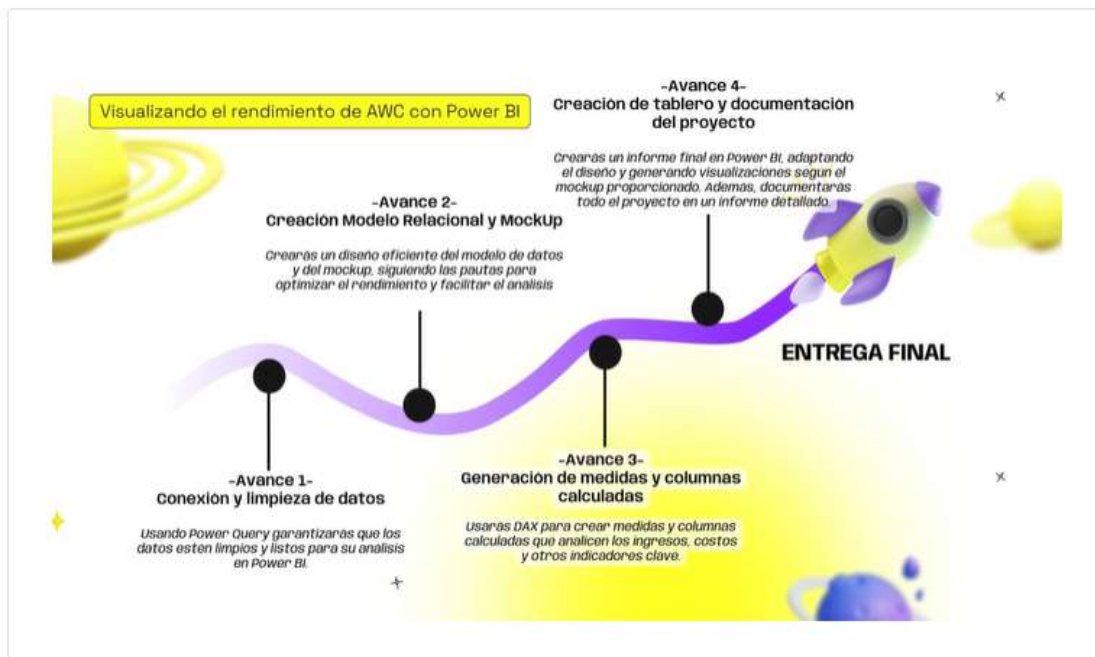 Visualizando el rendimiento de AWC con Power BI
-Avance 1-
Conexión y limpieza de datos
Usando Power Query garantizarás que los
datos estén limpios y listos para su análisis
en Power BI.
-Avance 2-
Creación Modelo Relacional y MockUp
Crearás un diseño eficiente del modelo de datos
y del mockup, siguiendo las pautas para
optimizar el rendimiento y facilitar el análisis
-Avance 3-
Generación de medidas y columnas
calculadas
Usarás DAX para crear medidas y columnas
calculadas que analicen los ingresos, costos
y otros indicadores clave.
-Avance 4-
Creación de tablero y documentación
del proyecto
Crearás un informe final en Power BI, adaptando
el diseño y generando visualizaciones según el
mockup proporcionado. Además, documentarás
todo el proyecto en un informe detallado.
ENTREGA FINAL